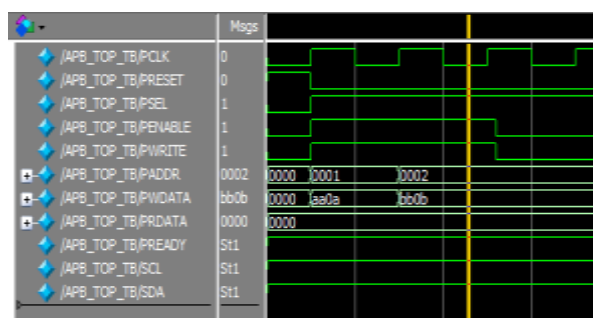 Msgs
/APB_TOP_TB/PCLK 0
/APB_TOP_TB/PRESET 0
/APB_TOP_TB/PSEL 1
/APB_TOP_TB/PENABLE 1
/APB_TOP_TB/PWRITE 1
/APB_TOP_TB/PADDR 0002 0000 0001 0002
/APB_TOP_TB/PWDATA bb0b 0000 aa0a bb0b
/APB_TOP_TB/PRDATA 0000 0000
/APB_TOP_TB/PREADY St1
/APB_TOP_TB/SCL St1
/APB_TOP_TB/SDA St1